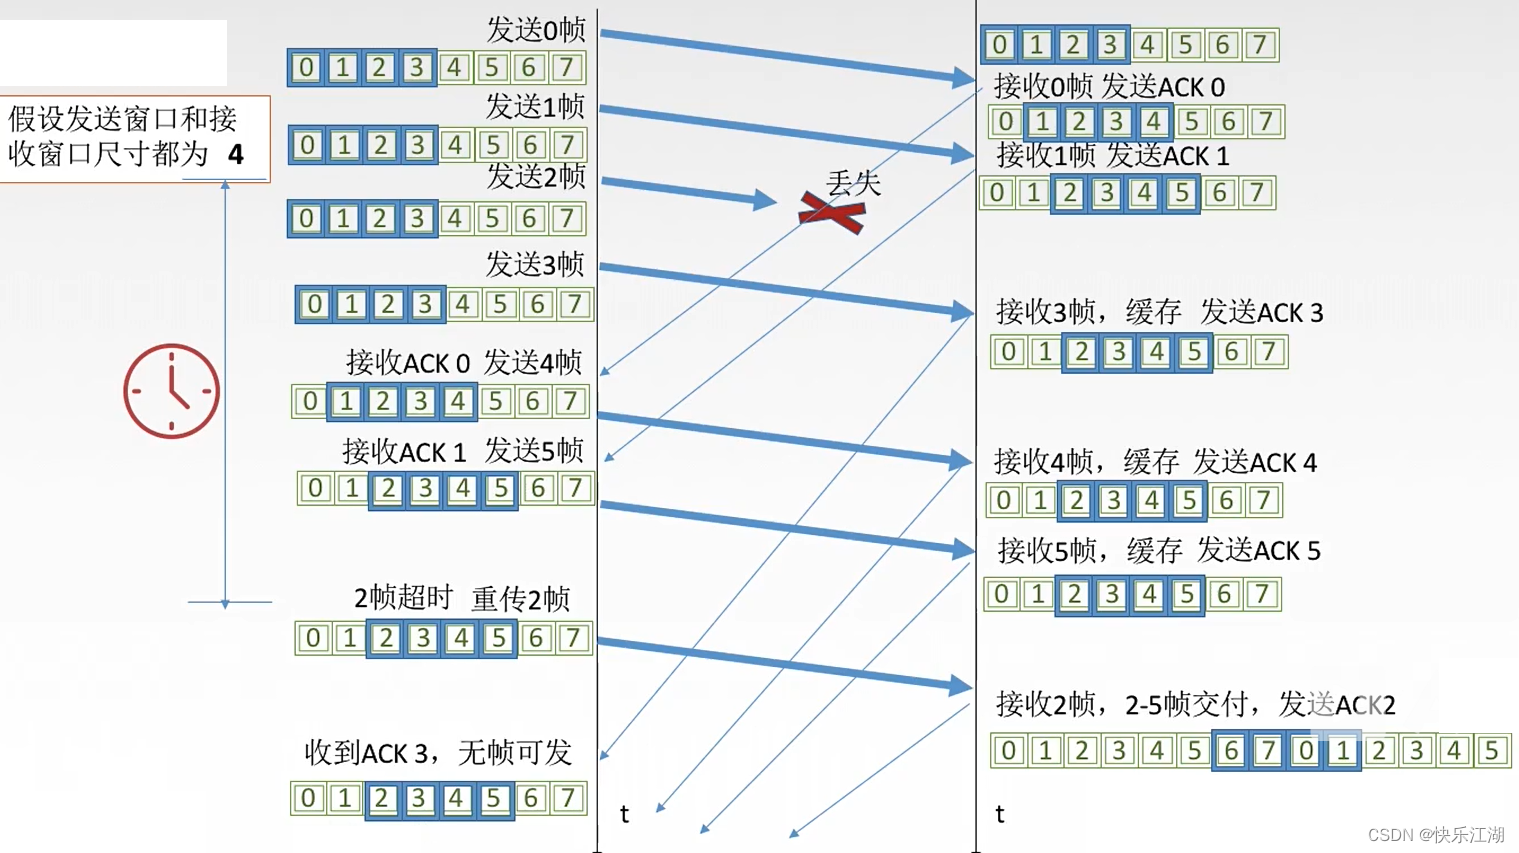 假设发送窗口和接
收窗口尺寸都为 4
发送0帧
0 1 2 3 4 5 6 7
发送1帧
0 1 2 3 4 5 6 7
发送2帧
0 1 2 3 4 5 6 7
发送3帧
0 1 2 3 4 5 6 7
接收ACK 0 发送4帧
0 1 2 3 4 5 6 7
接收ACK 1 发送5帧
0 1 2 3 4 5 6 7
2帧超时 重传2帧
0 1 2 3 4 5 6 7
收到ACK 3，无帧可发
0 1 2 3 4 5 6 7
丢失
t
0 1 2 3 4 5 6 7
接收0帧 发送ACK 0
0 1 2 3 4 5 6 7
接收1帧 发送ACK 1
0 1 2 3 4 5 6 7
接收3帧，缓存 发送ACK 3
0 1 2 3 4 5 6 7
接收4帧，缓存 发送ACK 4
0 1 2 3 4 5 6 7
接收5帧，缓存 发送ACK 5
0 1 2 3 4 5 6 7
接收2帧，2-5帧交付，发送ACK2
0 1 2 3 4 5 6 7 0 1 2 3 4 5
t
CSDN @快乐江湖